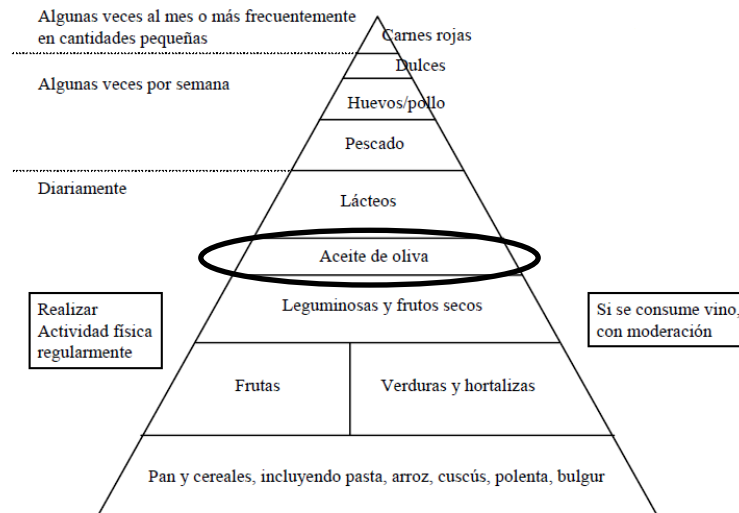 Algunas veces al mes o más frecuentemente
en cantidades pequeñas
Carnes rojas
Dulces
Algunas veces por semana
Huevos/pollo
Pescado
Diariamente
Lácteos
Aceite de oliva
Leguminosas y frutos secos
Realizar
Actividad física
regularmente
Si se consume vino,
con moderación
Frutas
Verduras y hortalizas
Pan y cereales, incluyendo pasta, arroz, cuscús, polenta, bulgur